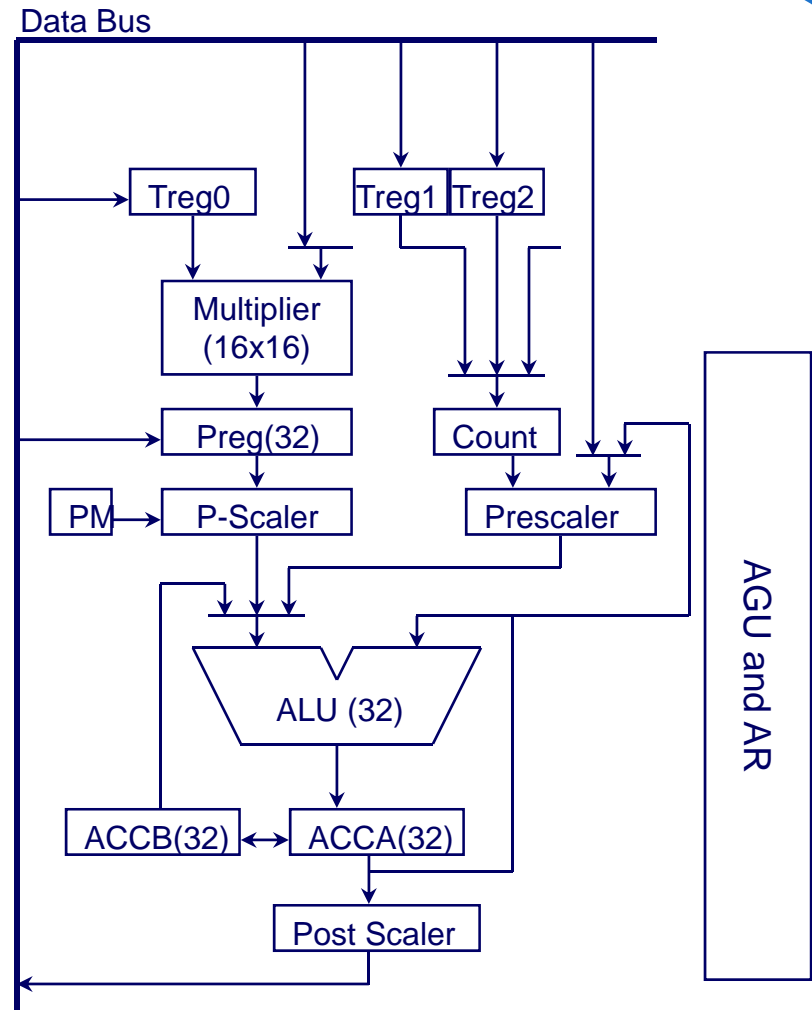 Data Bus
Treg0
Treg1
Treg2
Multiplier
(16x16)
Preg(32)
Count
PM
P-Scaler
Prescaler
AGU and AR
ALU (32)
ACCB(32)
ACCA(32)
Post Scaler